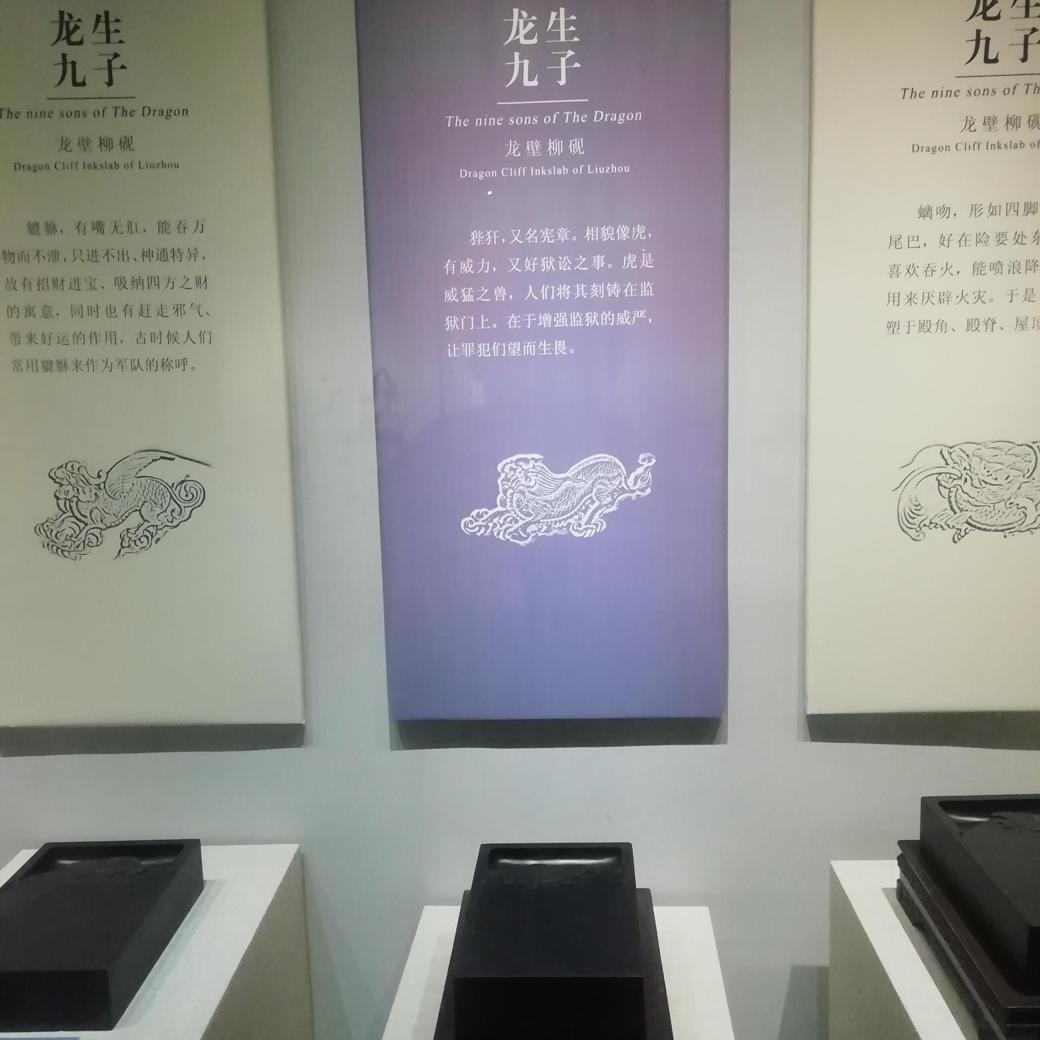 龙生
九子
The nine sons of The Dragon
龙壁柳砚
Dragon Cliff Inkslab of Liuzhou
貔貅，有嘴无肛，能吞万
物而不泄，只进不出、神通特异，
故有招财进宝、吸纳四方之财
的寓意，同时也有赶走邪气、
带来好运的作用，古时候人们
常用貔貅来作为军队的称呼。
龙生
九子
The nine sons of The Dragon
龙壁柳砚
Dragon Cliff Inkslab of Liuzhou
狴犴，又名宪章。相貌像虎，
有威力，又好狱讼之事。虎是
威猛之兽，人们将其刻铸在监
狱门上。在于增强监狱的威严，
让罪犯们望而生畏。
龙生
九子
The nine sons of Th
龙壁柳砚
Dragon Cliff Inkslab of
螭吻，形如四脚
尾巴，好在险要处东
喜欢吞火，能喷浪降
用来厌辟火灾。于是
塑于殿角、殿脊、屋顶